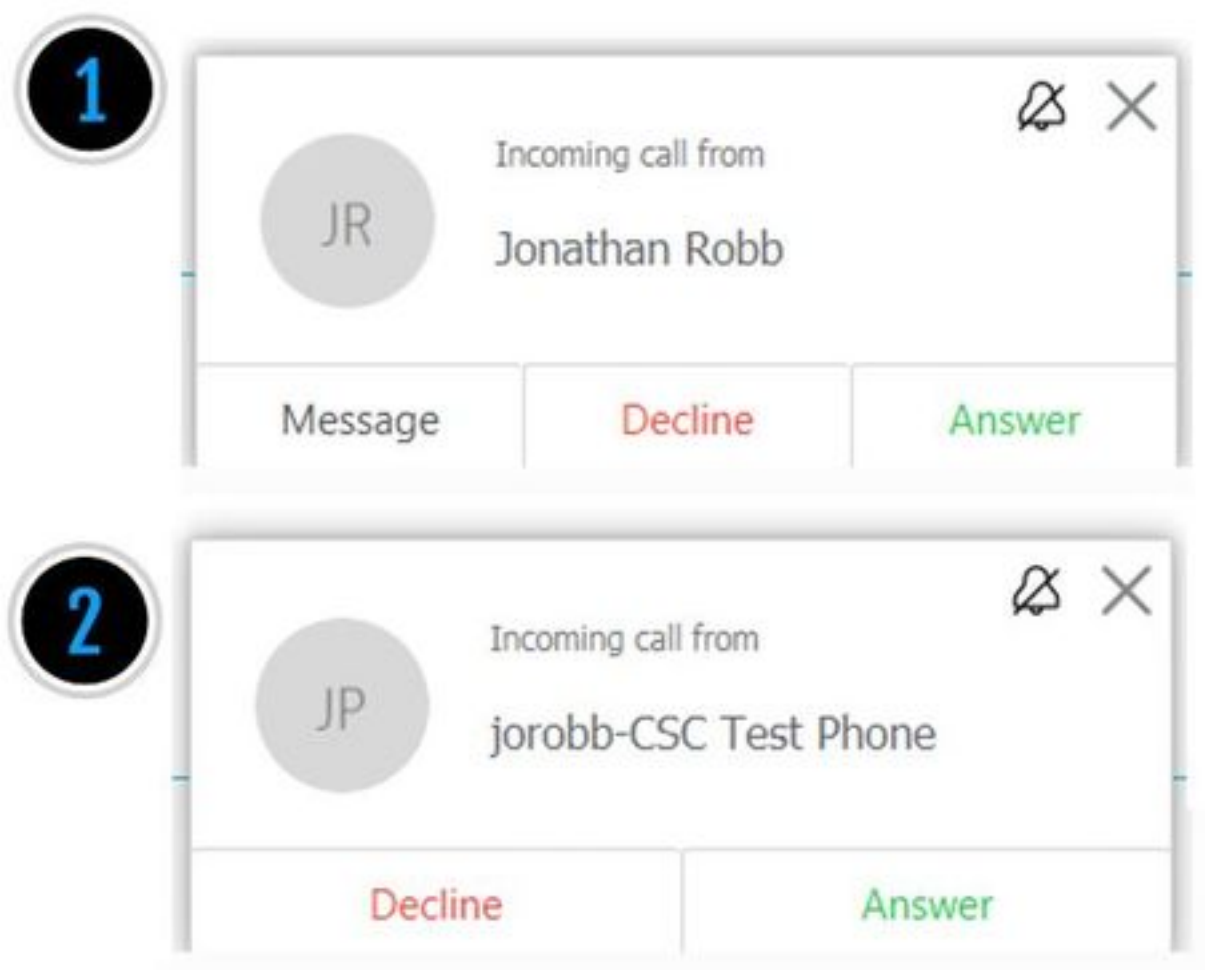 1
Incoming call from
JR
Jonathan Robb
Message Decline Answer
2
Incoming call from
JP
jorobb-CSC Test Phone
Decline Answer